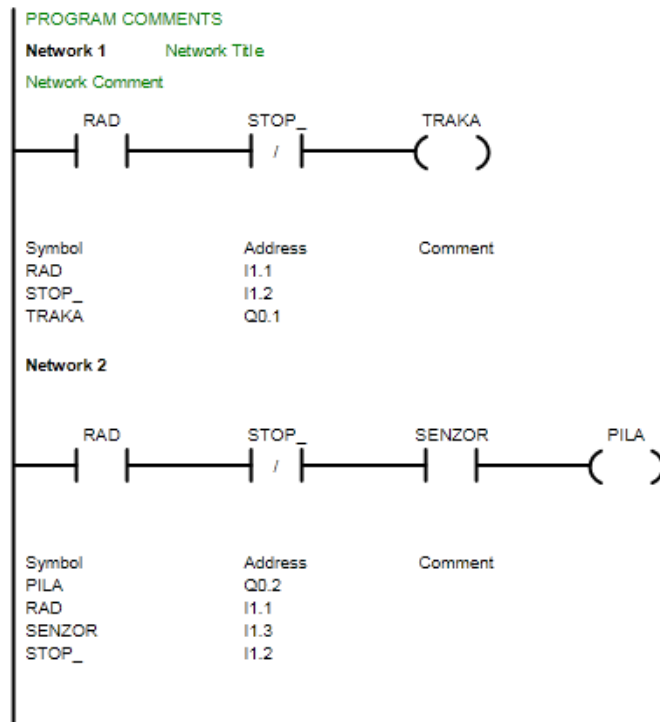 PROGRAM COMMENTS
Network 1 Network Title
Network Comment
RAD STOP_ TRAKA
/
Symbol Address Comment
RAD I1.1
STOP_ I1.2
TRAKA Q0.1
Network 2
RAD STOP_ SENZOR PILA
/
Symbol Address Comment
PILA Q0.2
RAD I1.1
SENZOR I1.3
STOP_ I1.2